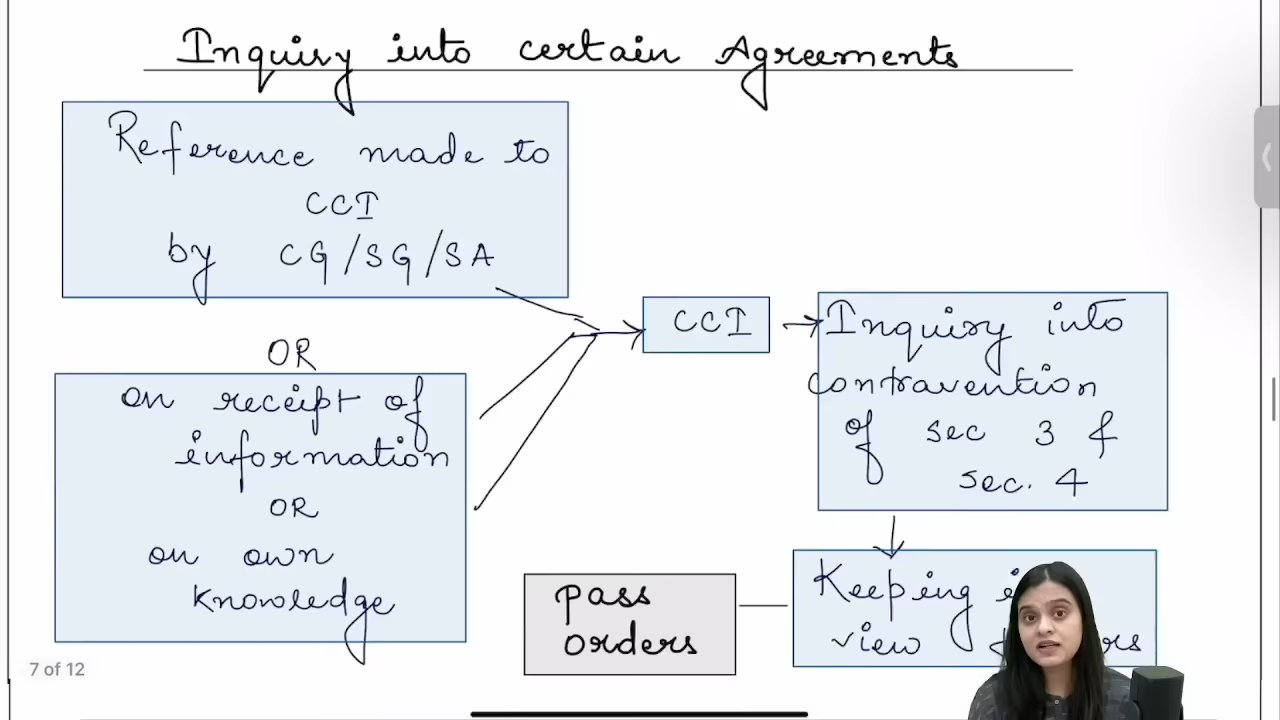 Inquiry into certain Agreements
Reference made to
CCI
by CG/SG/SA
OR
on receipt of
information
OR
on own
knowledge
CCI
Inquiry into
contravention
of sec 3 &
sec. 4
Keeping
view
pass
orders
7 of 12